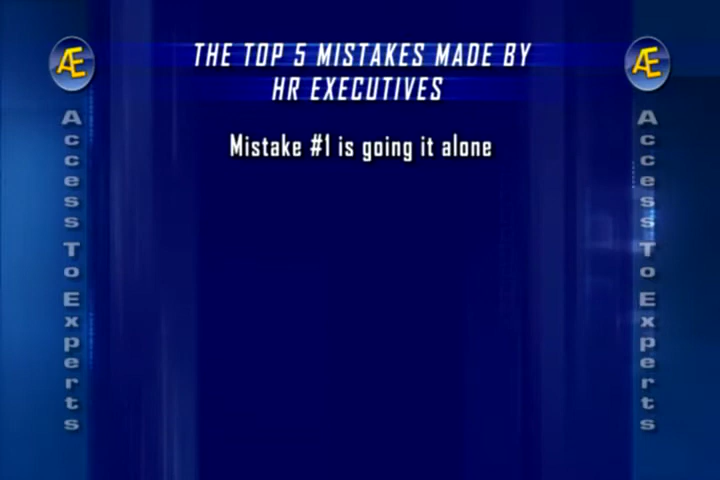 THE TOP 5 MISTAKES MADE BY
HR EXECUTIVES
Mistake #1 is going it alone
Æ
Access To Experts
Æ
Access To Experts